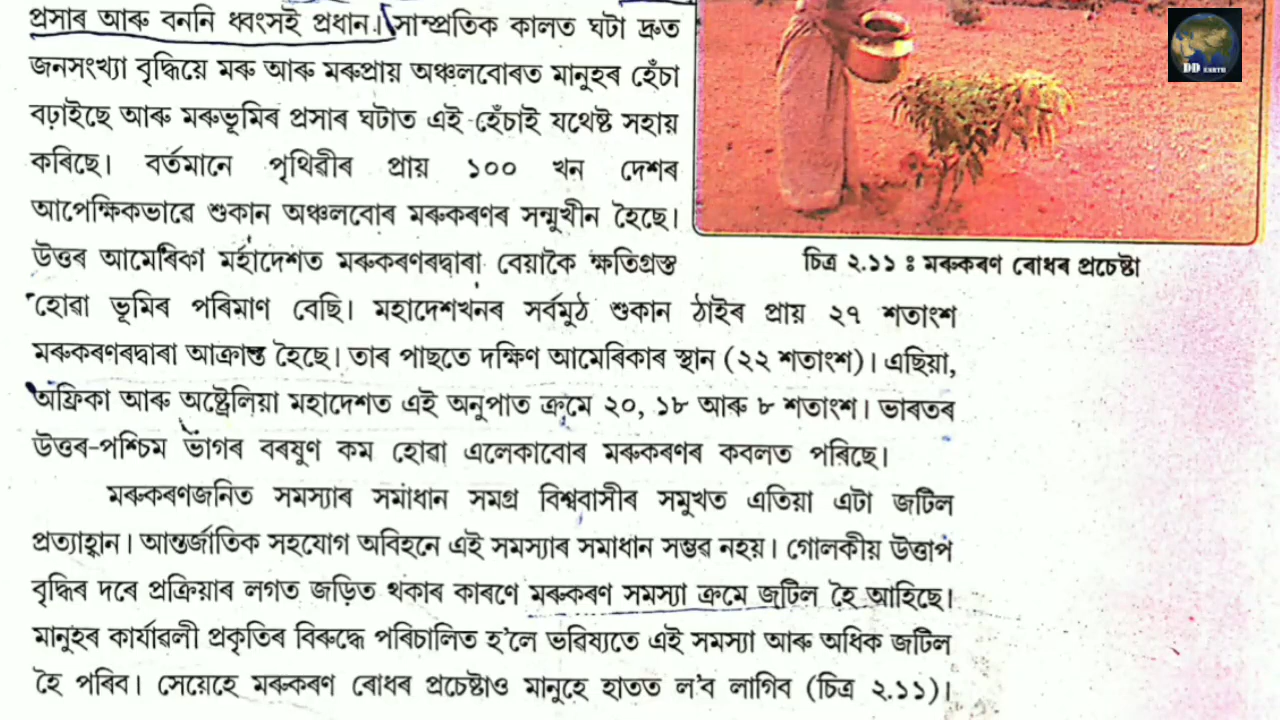 প্ৰসাৰ আৰু বননি ধ্বংসই প্ৰধান। সাম্প্ৰতিক কালত ঘটা দ্ৰুত
জনসংখ্যা বৃদ্ধিয়ে মৰু আৰু মৰুপ্ৰায় অঞ্চলবোৰত মানুহৰ হেঁচা
বঢ়াইছে আৰু মৰুভূমিৰ প্ৰসাৰ ঘটাত এই হেঁচাই যথেষ্ট সহায়
কৰিছে। বৰ্তমানে পৃথিৱীৰ প্ৰায় ১০০ খন দেশৰ
আপেক্ষিকভাৱে শুকান অঞ্চলবোৰ মৰুকৰণৰ সন্মুখীন হৈছে।
উত্তৰ আমেৰিকা মহাদেশত মৰুকৰণৰদ্বাৰা বেয়াকৈ ক্ষতিগ্ৰস্ত
হোৱা ভূমিৰ পৰিমাণ বেছি। মহাদেশখনৰ সৰ্বমুঠ শুকান ঠাইৰ প্ৰায় ২৭ শতাংশ
মৰুকৰণৰদ্বাৰা আক্ৰান্ত হৈছে। তাৰ পাছতে দক্ষিণ আমেৰিকাৰ স্থান (২২ শতাংশ)। এছিয়া,
অফ্ৰিকা আৰু অষ্ট্ৰেলিয়া মহাদেশত এই অনুপাত ক্ৰমে ২০, ১৮ আৰু ৮ শতাংশ। ভাৰতৰ
উত্তৰ-পশ্চিম ভাগৰ বৰষুণ কম হোৱা এলেকাবোৰ মৰুকৰণৰ কবলত পৰিছে।
মৰুকৰণজনিত সমস্যাৰ সমাধান সমগ্ৰ বিশ্ববাসীৰ সমুখত এতিয়া এটা জটিল
প্ৰত্যাহ্বান। আন্তৰ্জাতিক সহযোগ অবিহনে এই সমস্যাৰ সমাধান সম্ভৱ নহয়। গোলকীয় উত্তাপ
বৃদ্ধিৰ দৰে প্ৰক্ৰিয়াৰ লগত জড়িত থকাৰ কাৰণে মৰুকৰণ সমস্যা ক্ৰমে জটিল হৈ আহিছে।
মানুহৰ কাৰ্যাৱলী প্ৰকৃতিৰ বিৰুদ্ধে পৰিচালিত হ'লে ভৱিষ্যতে এই সমস্যা আৰু অধিক জটিল
হৈ পৰিব। সেয়েহে মৰুকৰণ ৰোধৰ প্ৰচেষ্টাও মানুহে হাতত ল'ব লাগিব (চিত্ৰ ২.১১)।
চিত্ৰ ২.১১ ঃ মৰুকৰণ ৰোধৰ প্ৰচেষ্টা
DD EARTH